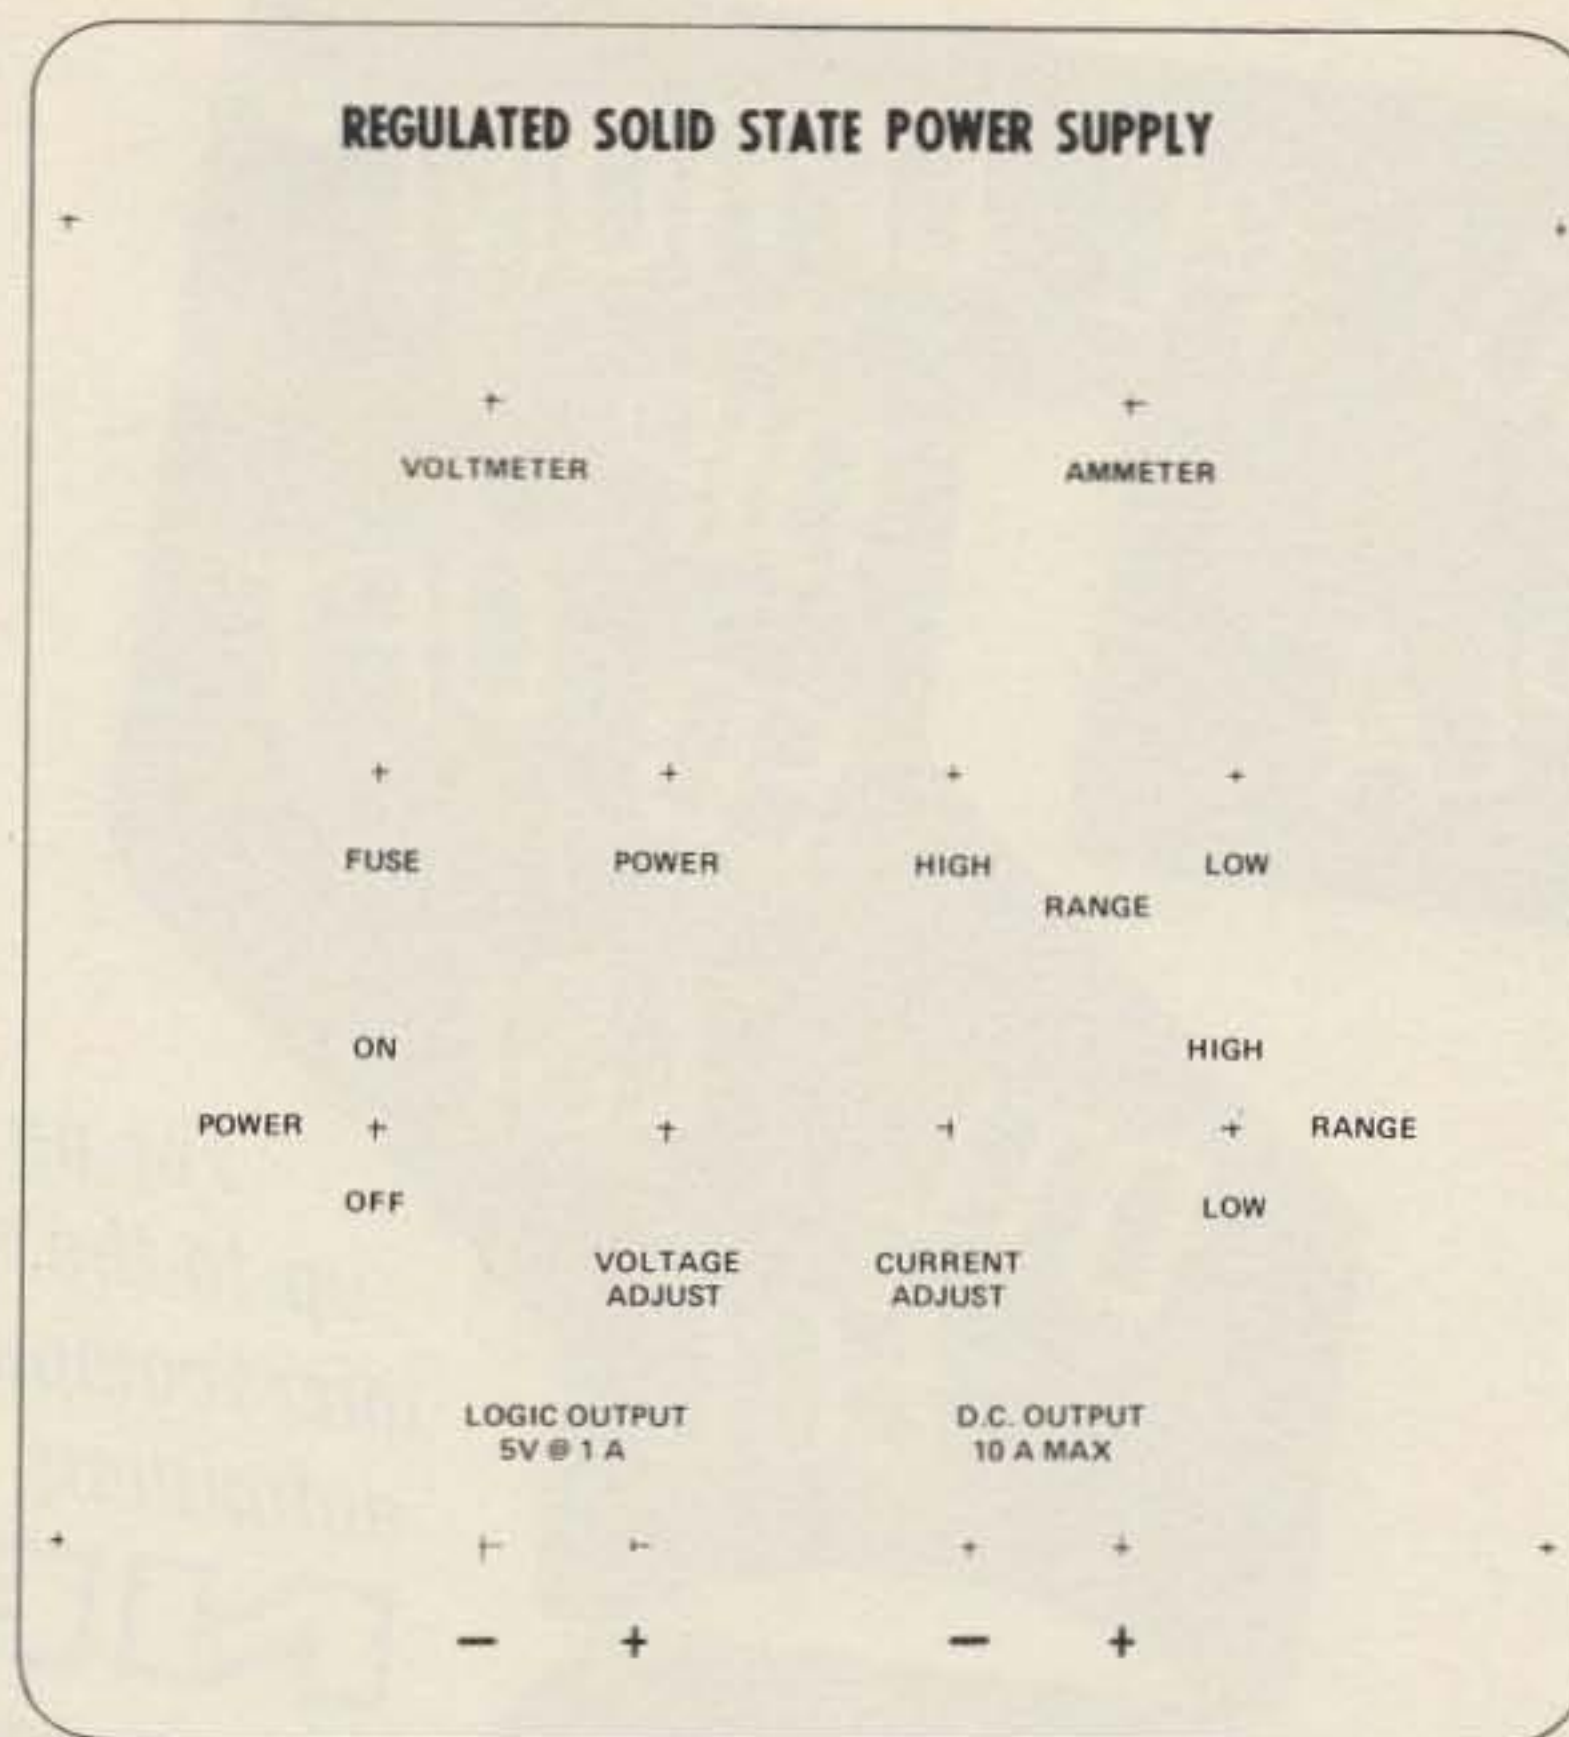 REGULATED SOLID STATE POWER SUPPLY
VOLTMETER AMMETER
FUSE POWER HIGH LOW
RANGE
ON HIGH
POWER RANGE
OFF LOW
VOLTAGE CURRENT
ADJUST ADJUST
LOGIC OUTPUT D.C. OUTPUT
5V @ 1 A 10 A MAX
− + − +